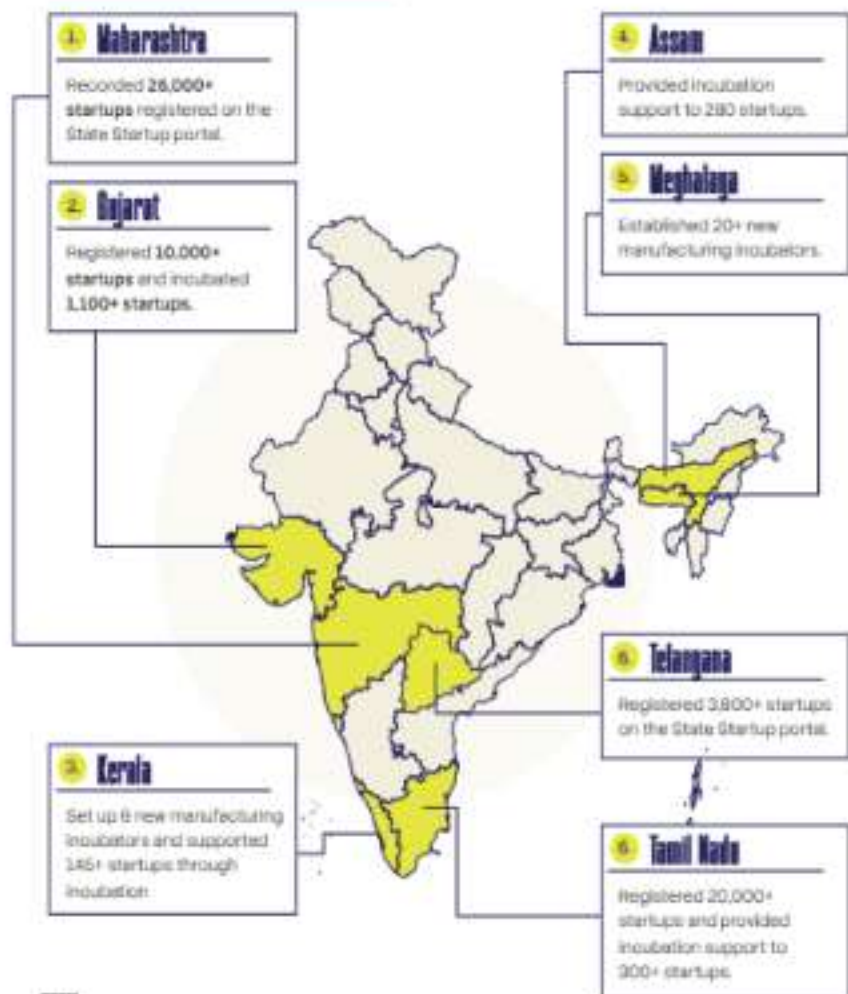 1. Maharashtra
Recorded 26,000+
startups registered on the
State Startup portal.
2. Gujarat
Registered 10,000+
startups and incubated
1,100+ startups.
3. Kerala
Set up 6 new manufacturing
incubators and supported
145+ startups through
incubation
4. Assam
Provided incubation
support to 280 startups.
5. Meghalaya
Established 20+ new
manufacturing incubators.
6. Telangana
Registered 3,800+ startups
on the State Startup portal.
6. Tamil Nadu
Registered 20,000+
startups and provided
incubation support to
300+ startups.